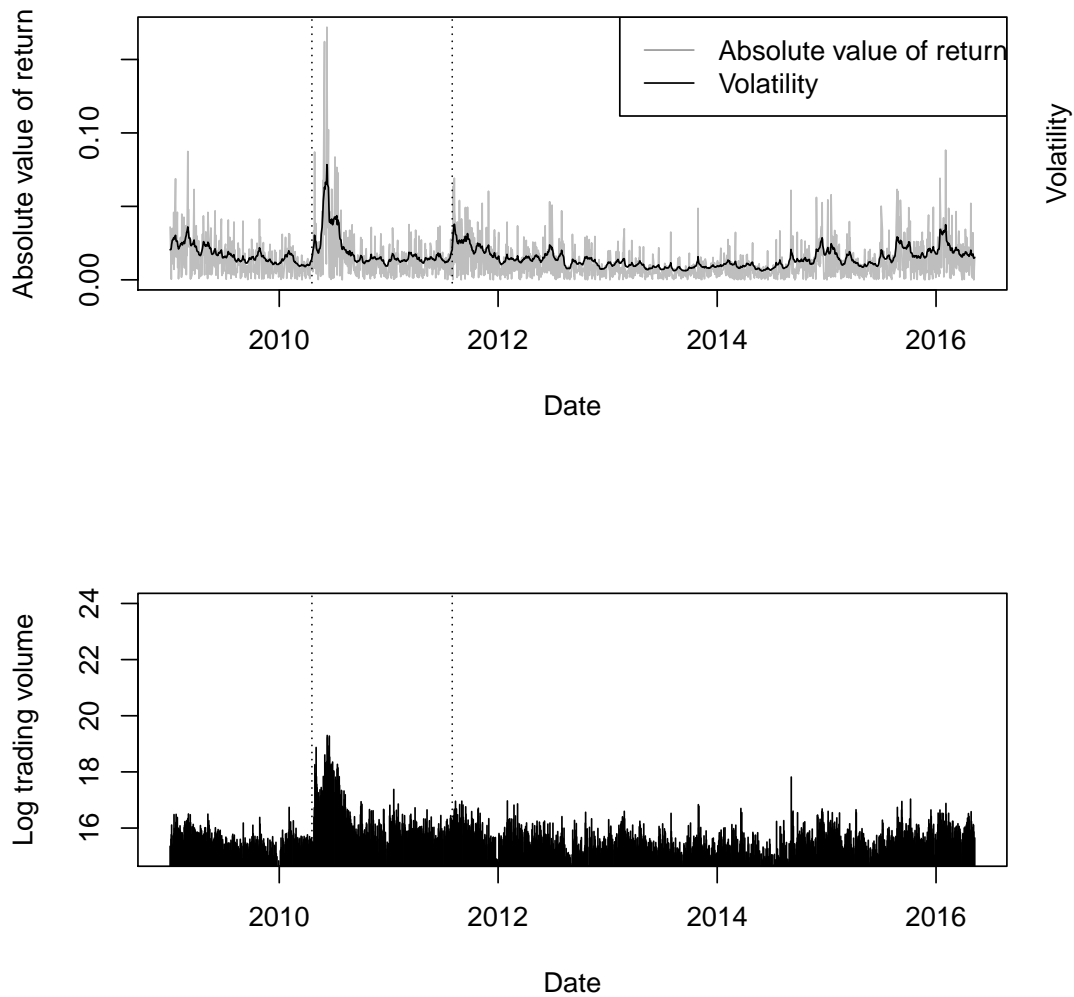 Absolute value of return
0.00
0.10
Absolute value of return
Volatility
Volatility
2010
2012
2014
2016
Date
Log trading volume
16
18
20
22
24
2010
2012
2014
2016
Date